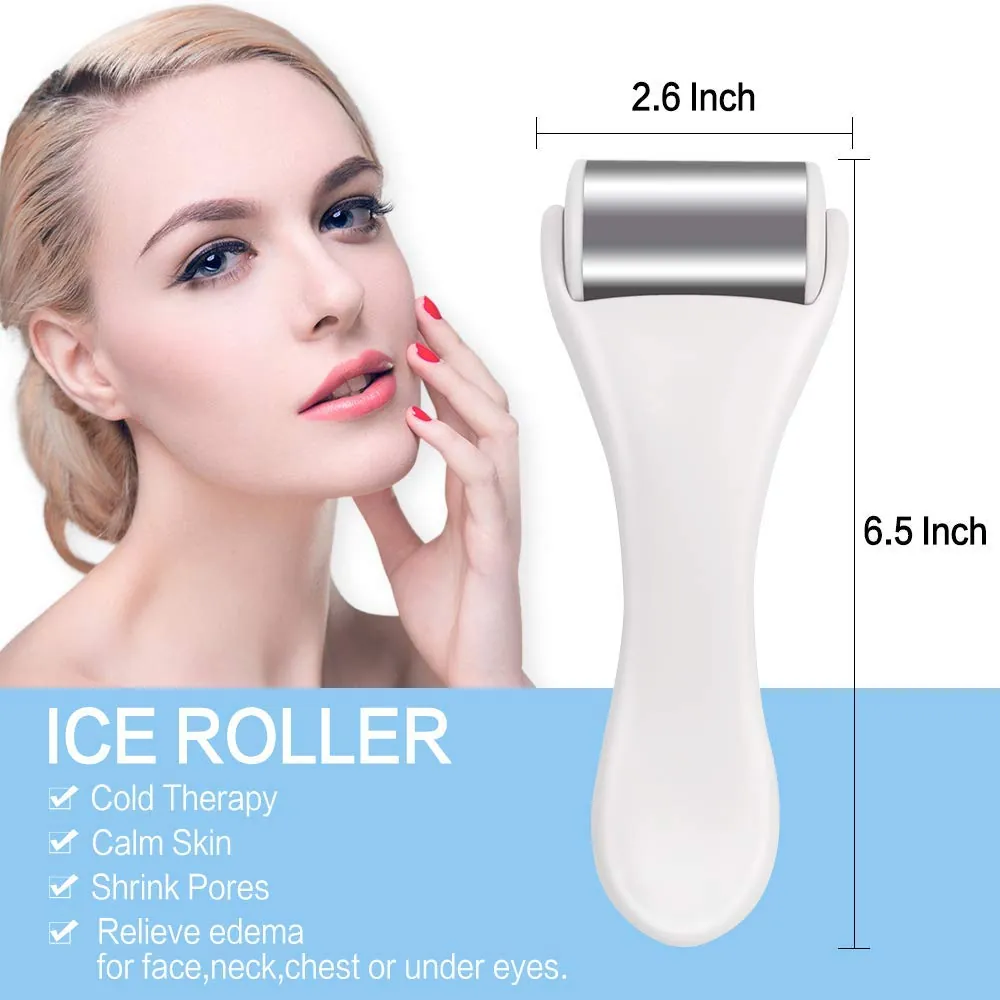 2.6 Inch
6.5 Inch
ICE ROLLER
Cold Therapy
Calm Skin
Shrink Pores
Relieve edema
for face,neck,chest or under eyes.